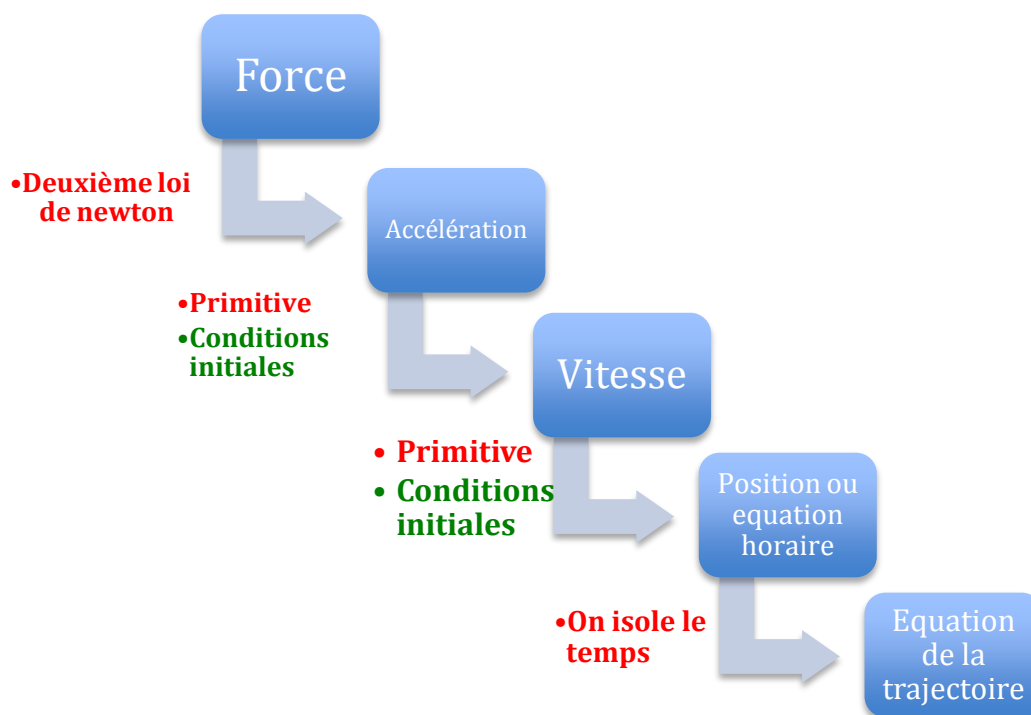 Force
•Deuxième loi
de newton
Accélération
•Primitive
•Conditions
initiales
Vitesse
• Primitive
• Conditions
initiales
Position ou
equation
horaire
•On isole le
temps
Equation
de la
trajectoire